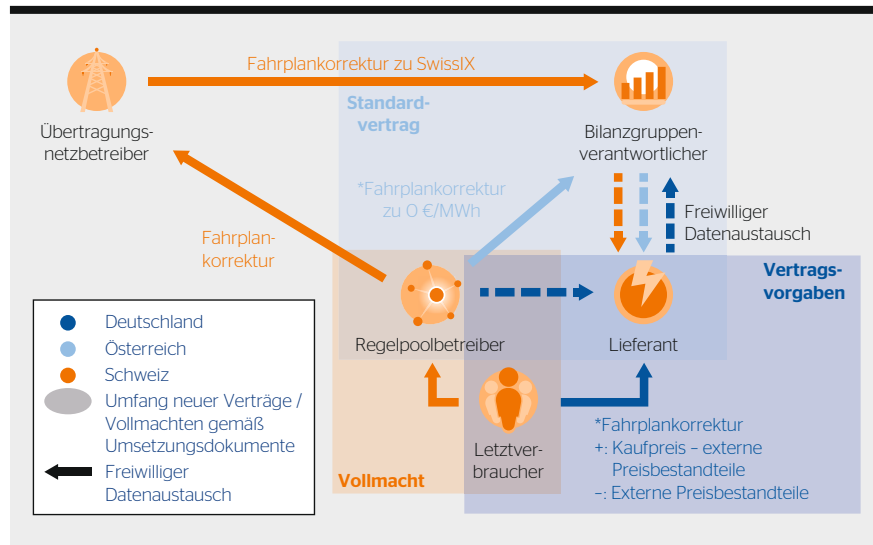 Fahrplankorrektur zu SwissIX
Standard-
vertrag
Übertragungs-
netzbetreiber
Bilanzgruppen-
verantwortlicher
*Fahrplankorrektur
zu 0 €/MWh
Freiwilliger
Datenaustausch
Fahrplan-
korrektur
Vertrags-
vorgaben
Regelpoolbetreiber
Lieferant
Letztver-
braucher
Vollmacht
*Fahrplankorrektur
+: Kaufpreis – externe
Preisbestandteile
–: Externe Preisbestandteile
Deutschland
Österreich
Schweiz
Umfang neuer Verträge /
Vollmachten gemäß
Umsetzungsdokumente
Freiwilliger
Datenaustausch